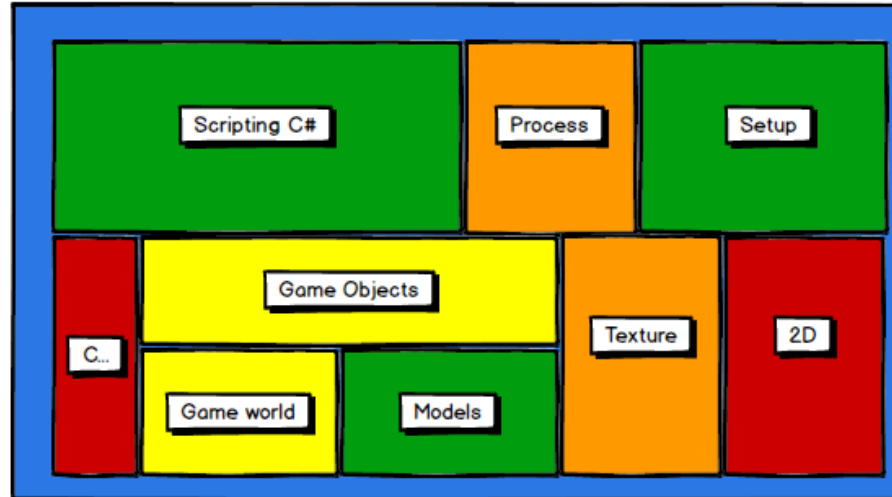 Scripting C#
Process
Setup
Game Objects
C...
Texture
2D
Game world
Models